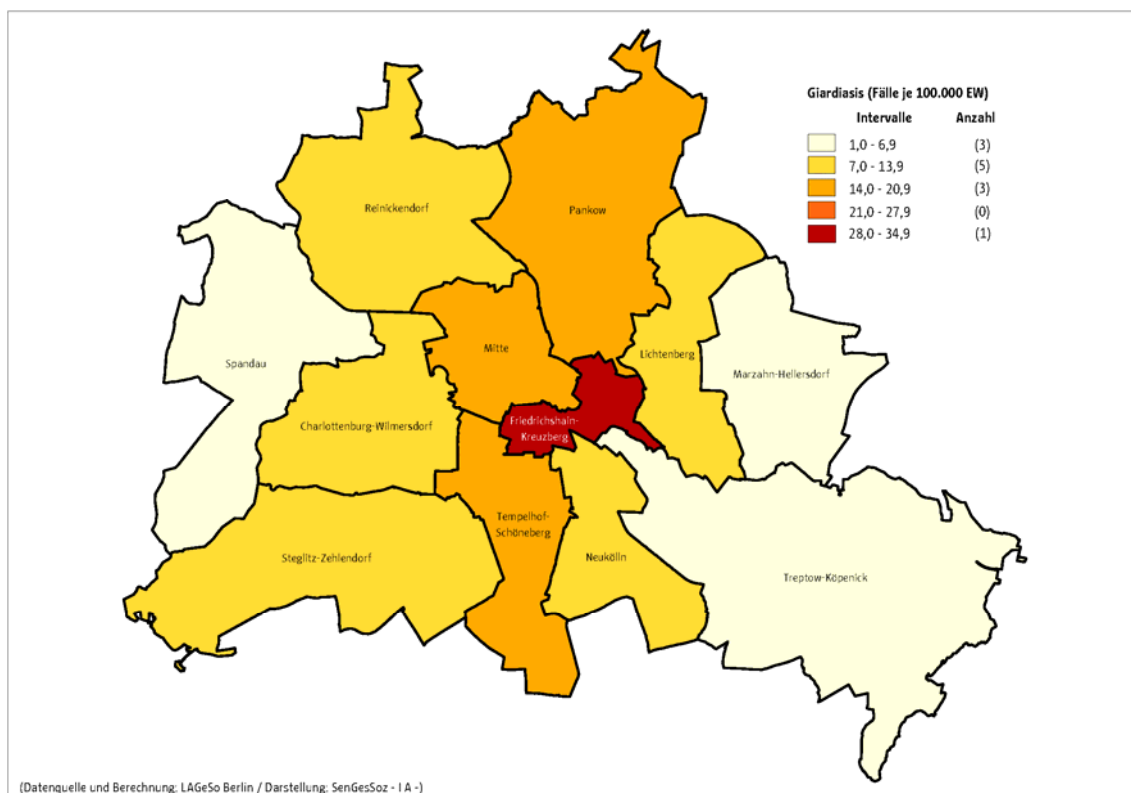 Giardiasis (Fälle je 100.000 EW)
Intervalle Anzahl
1,0 - 6,9 (3)
7,0 - 13,9 (5)
14,0 - 20,9 (3)
21,0 - 27,9 (0)
28,0 - 34,9 (1)
Reinickendorf
Pankow
Spandau
Mitte
Lichtenberg
Marzahn-Hellersdorf
Charlottenburg-Wilmersdorf
Friedrichshain-
Kreuzberg
Tempelhof-
Schöneberg
Steglitz-Zehlendorf
Neukölln
Treptow-Köpenick
(Datenquelle und Berechnung: LAGeSo Berlin / Darstellung: SenGesSoz - I A -)